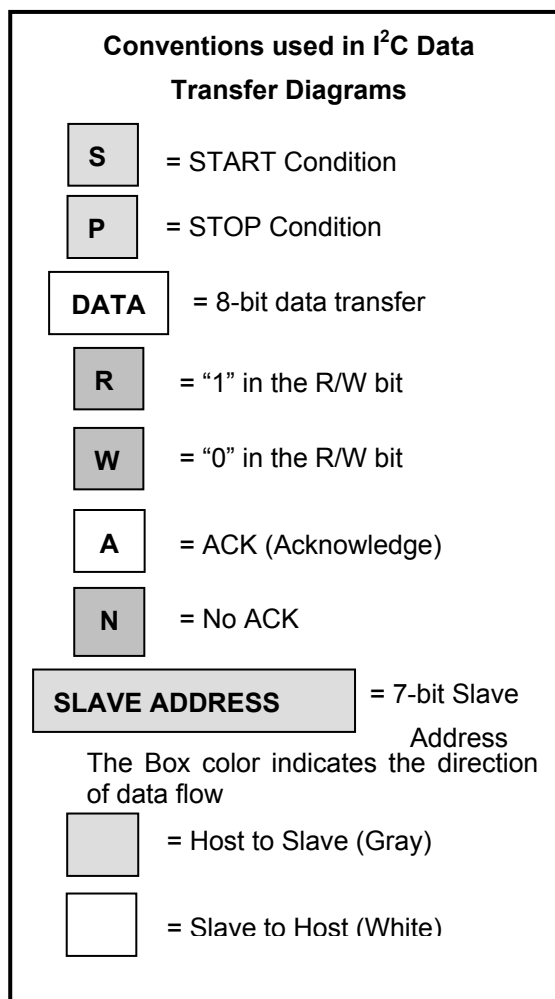 Conventions used in I²C Data
Transfer Diagrams
S = START Condition
P = STOP Condition
DATA = 8-bit data transfer
R = “1” in the R/W bit
W = “0” in the R/W bit
A = ACK (Acknowledge)
N = No ACK
SLAVE ADDRESS = 7-bit Slave
Address
The Box color indicates the direction
of data flow
= Host to Slave (Gray)
= Slave to Host (White)